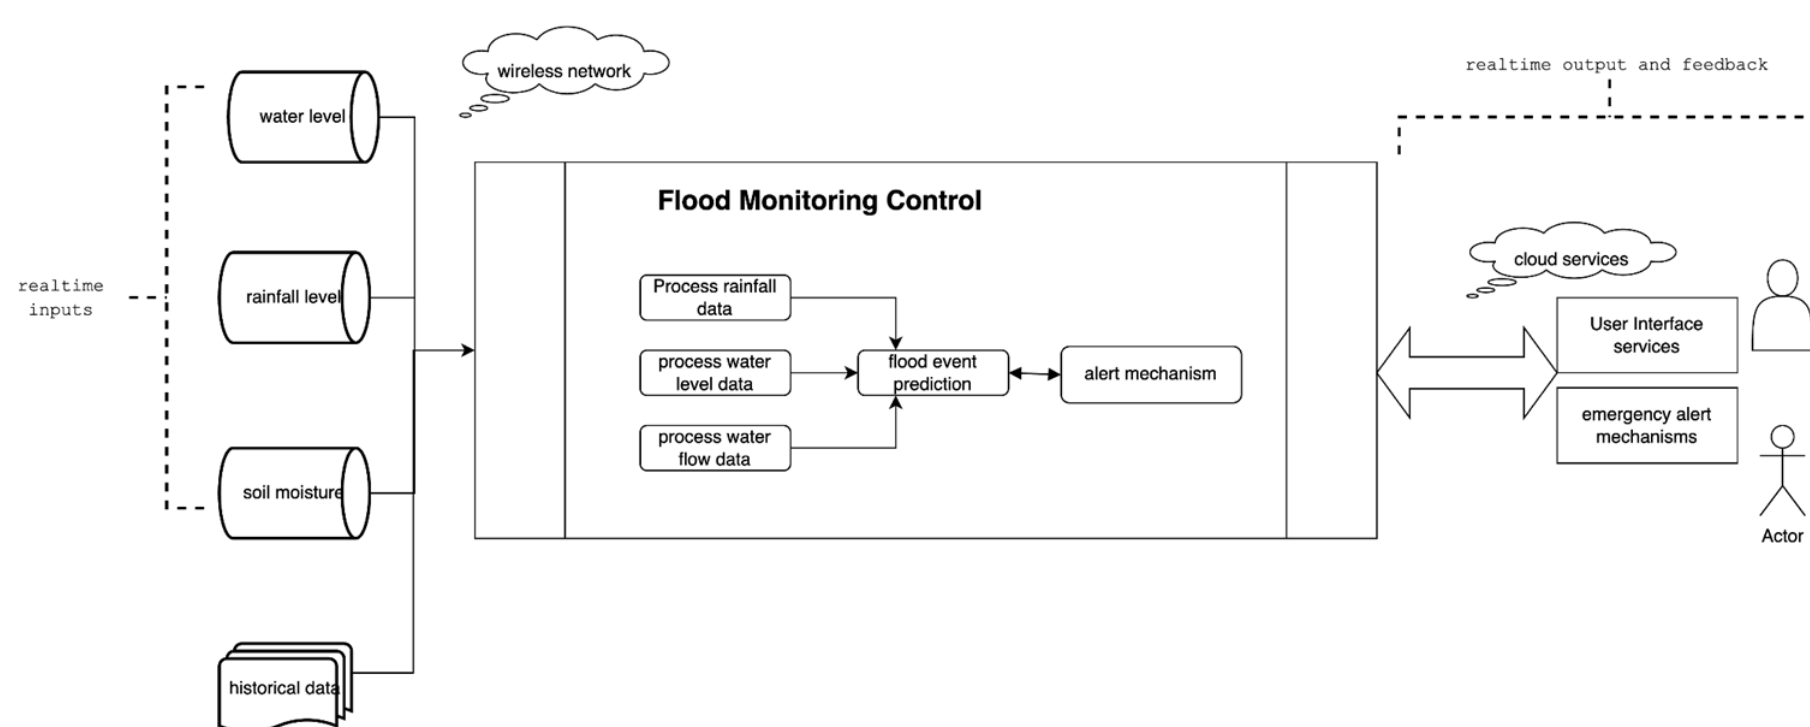 wireless network
realtime output and feedback
water level
Flood Monitoring Control
realtime
inputs
rainfall level
soil moisture
historical data
Process rainfall
data
process water
level data
process water
flow data
flood event
prediction
alert mechanism
cloud services
User Interface
services
emergency alert
mechanisms
Actor